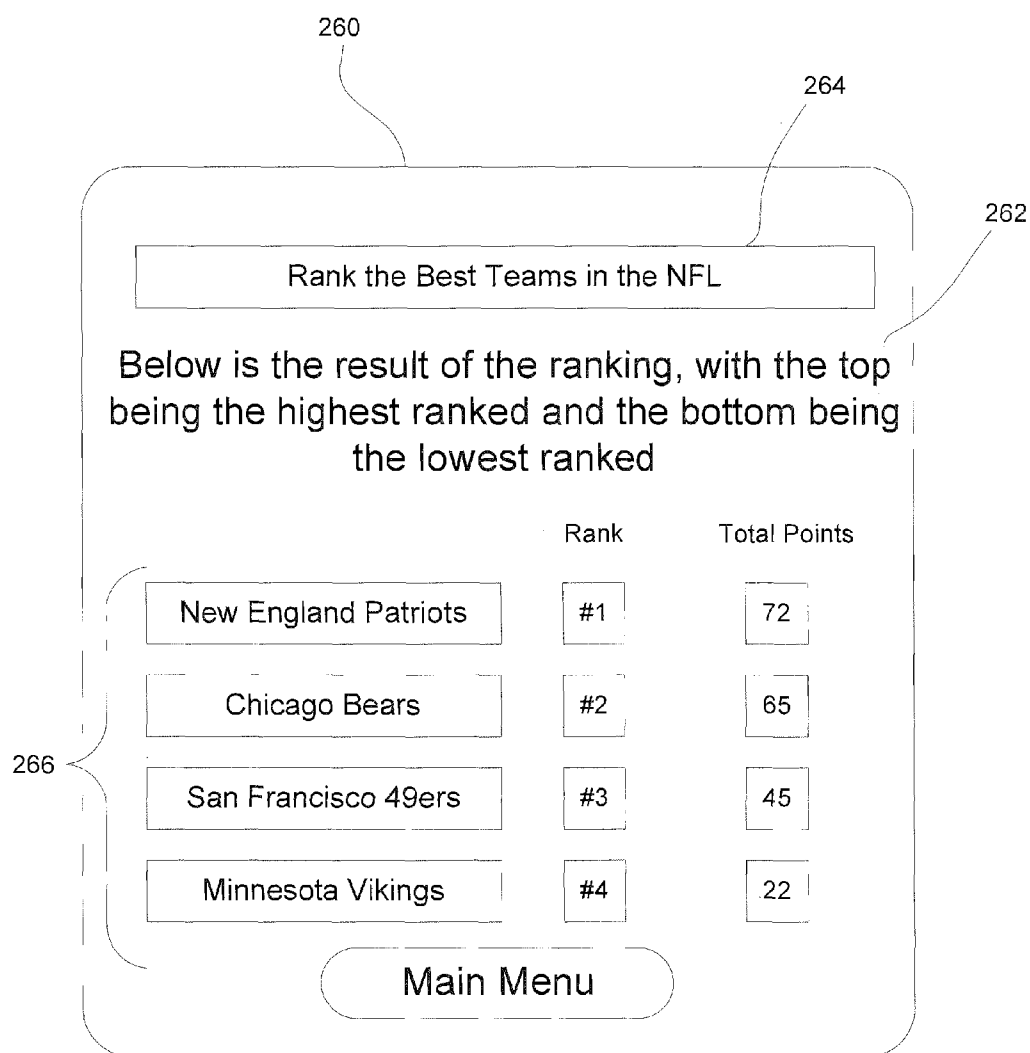 260
264
262
Rank the Best Teams in the NFL
Below is the result of the ranking, with the top
being the highest ranked and the bottom being
the lowest ranked
Rank Total Points
New England Patriots #1 72
Chicago Bears #2 65
266
San Francisco 49ers #3 45
Minnesota Vikings #4 22
Main Menu